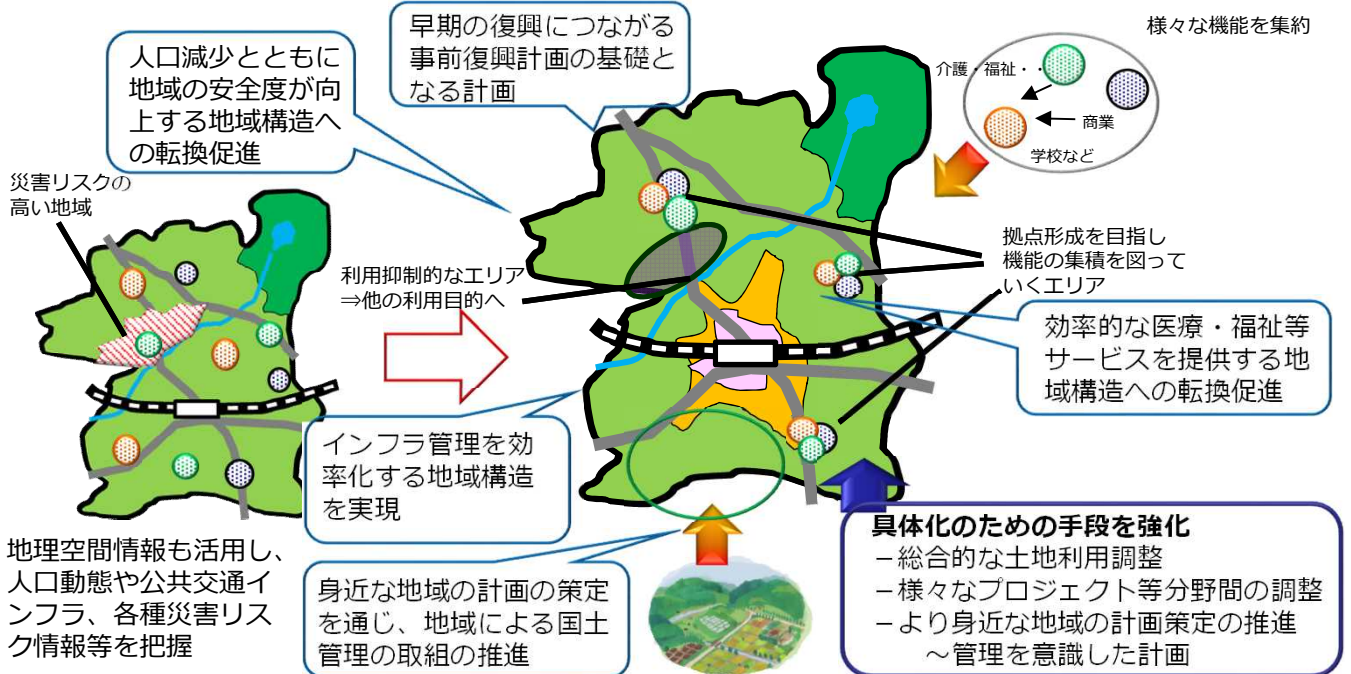 人口減少とともに
地域の安全度が向
上する地域構造へ
の転換促進
早期の復興につながる
事前復興計画の基礎と
なる計画
様々な機能を集約
介護・福祉・・
商業
学校など
災害リスクの
高い地域
利用抑制的なエリア
⇒他の利用目的へ
拠点形成を目指し
機能の集積を図って
いくエリア
効率的な医療・福祉等
サービスを提供する地
域構造への転換促進
インフラ管理を効
率化する地域構造
を実現
地理空間情報も活用し、
人口動態や公共交通イ
ンフラ、各種災害リス
ク情報等を把握
身近な地域の計画の策定
を通じ、地域による国土
管理の取組の推進
具体化のための手段を強化
－総合的な土地利用調整
－様々なプロジェクト等分野間の調整
－より身近な地域の計画策定の推進
～管理を意識した計画